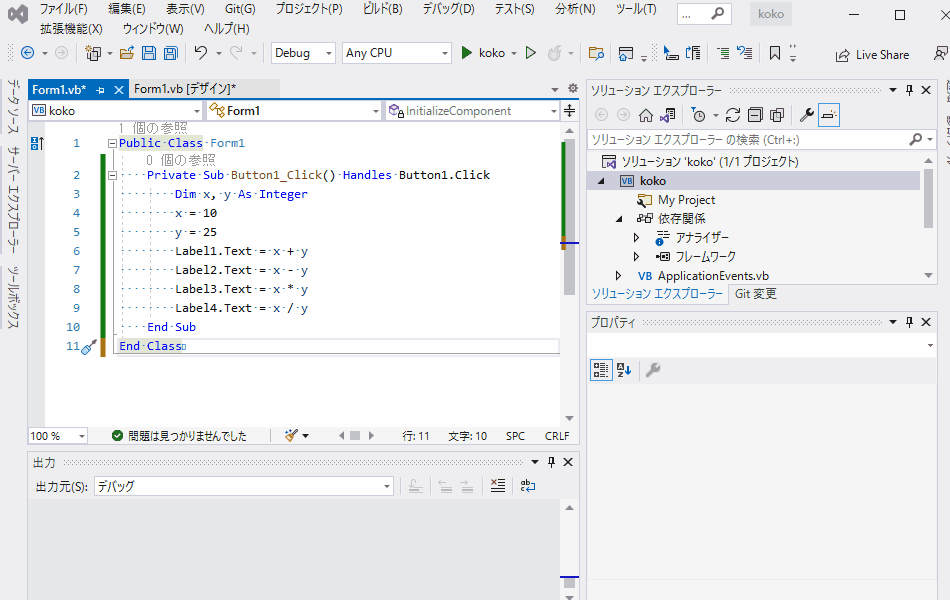 ファイル(F) 編集(E) 表示(V) Git(G) プロジェクト(P) ビルド(B) デバッグ(D) テスト(S) 分析(N) ツール(T) ... koko
拡張機能(X) ウィンドウ(W) ヘルプ(H)
Debug Any CPU koko Live Share
データ ソース
サーバー エクスプローラー
ツールボックス
Form1.vb* Form1.vb [デザイン]*
VB koko Form1 InitializeComponent
1 個の参照
1 Public Class Form1
0 個の参照
2 Private Sub Button1_Click() Handles Button1.Click
3 Dim x, y As Integer
4 x = 10
5 y = 25
6 Label1.Text = x + y
7 Label2.Text = x - y
8 Label3.Text = x * y
9 Label4.Text = x / y
10 End Sub
11 End Class
100 % 問題は見つかりませんでした 行: 11 文字: 10 SPC CRLF
出力
出力元(S): デバッグ
ソリューション エクスプローラー
ソリューション エクスプローラー の検索 (Ctrl+:)
ソリューション 'koko' (1/1 プロジェクト)
VB koko
My Project
依存関係
アナライザー
フレームワーク
VB ApplicationEvents.vb
ソリューション エクスプローラー Git 変更
プロパティ